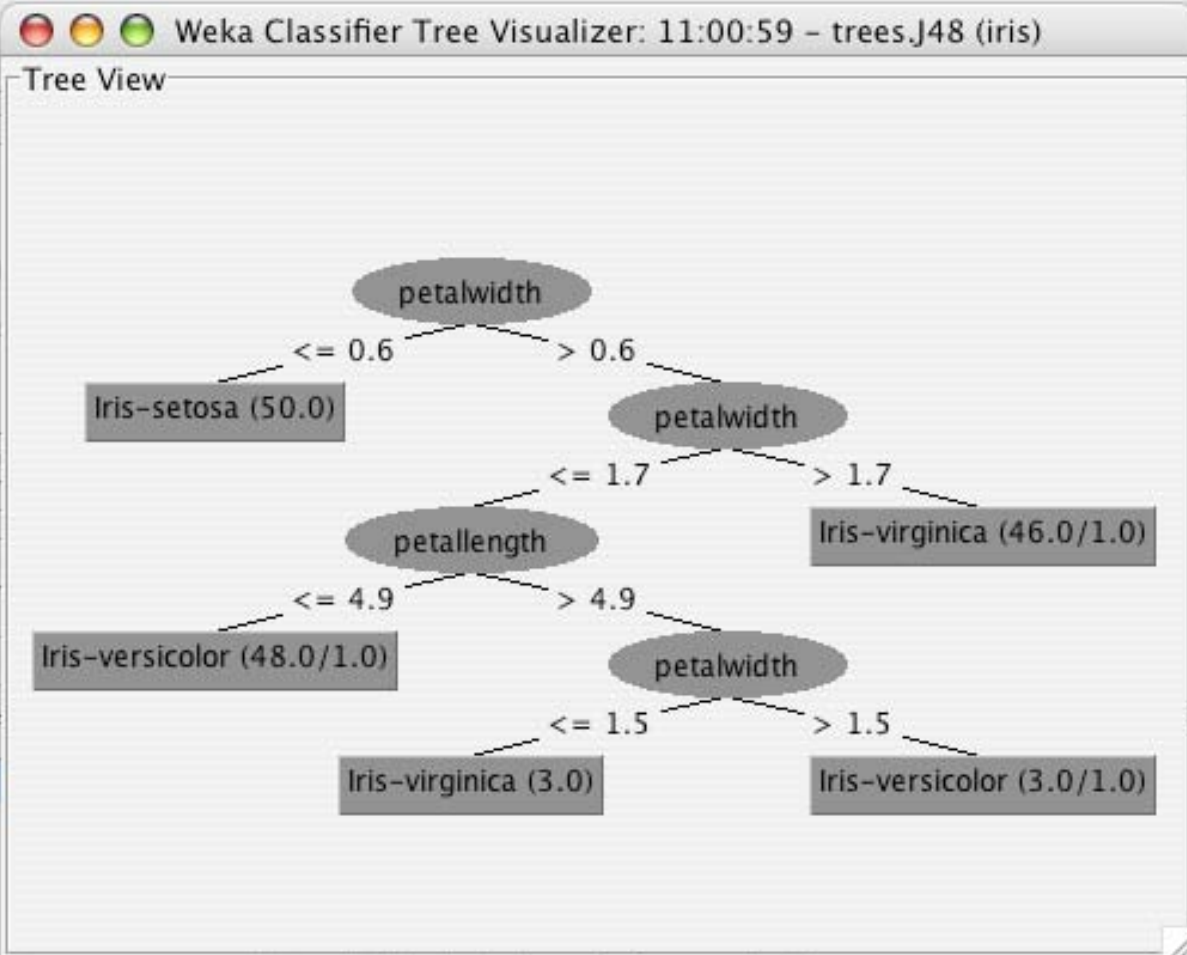 Weka Classifier Tree Visualizer: 11:00:59 – trees.J48 (iris)
Tree View
petalwidth
<= 0.6
> 0.6
Iris-setosa (50.0)
petalwidth
<= 1.7
> 1.7
petallength
Iris-virginica (46.0/1.0)
<= 4.9
> 4.9
Iris-versicolor (48.0/1.0)
petalwidth
<= 1.5
> 1.5
Iris-virginica (3.0)
Iris-versicolor (3.0/1.0)